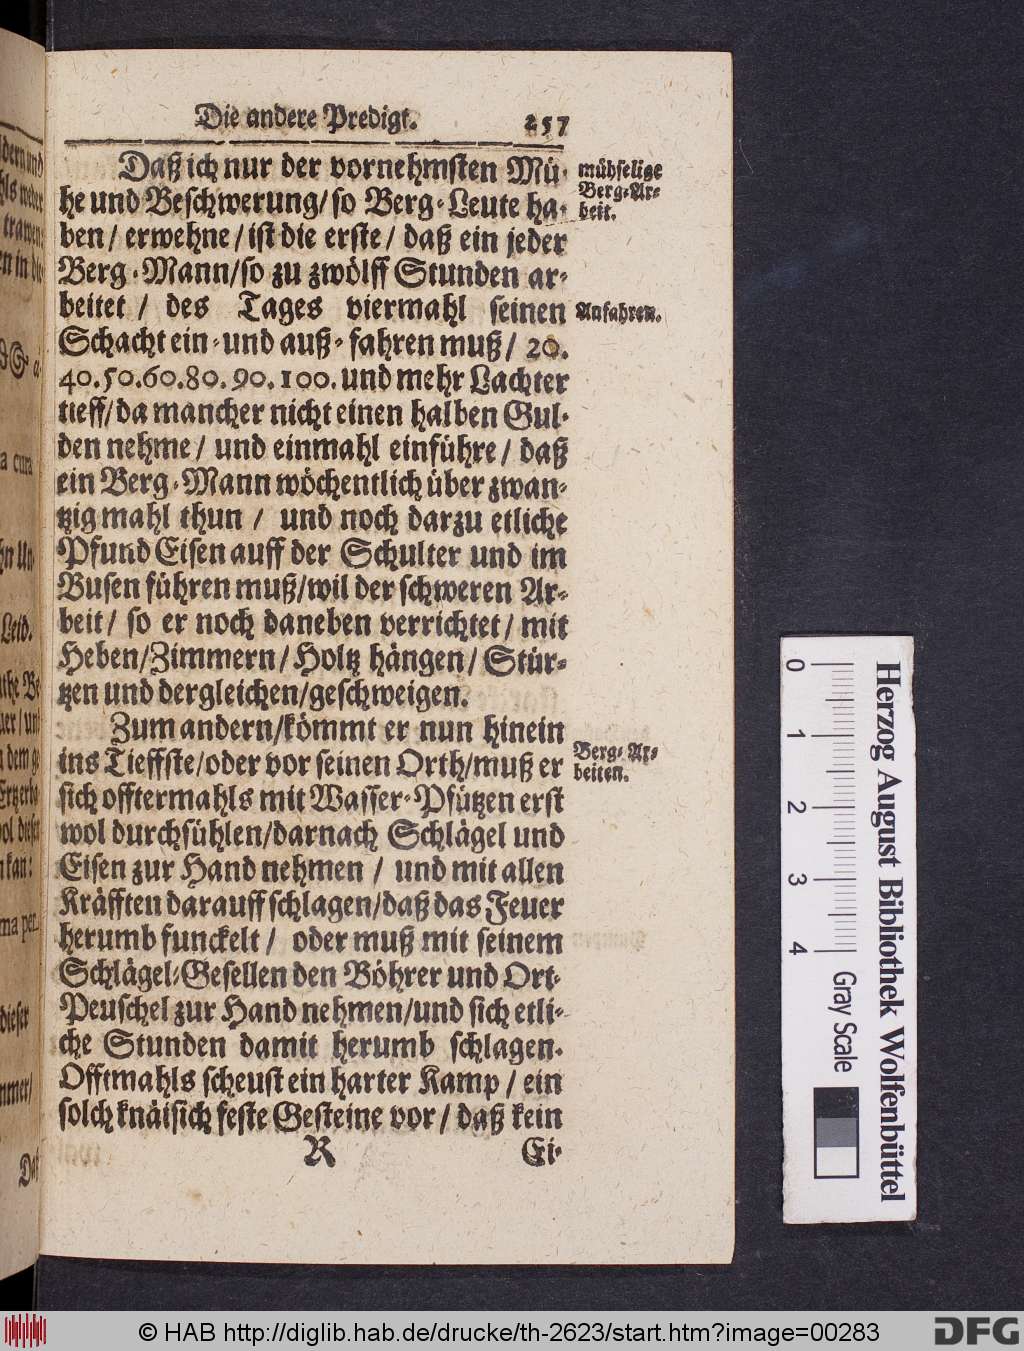 Die andere Predigt. 257
Daß ich nur der vornehmsten Mü-
he und Beschwerung/ so Berg-Leute ha-
ben/ erwehne/ ist die erste/ daß ein jeder
Berg-Mann/so zu zwölff Stunden ar-
beitet / des Tages viermahl seinen
Schacht ein-und auß-fahren muß/ 20.
40.50.60.80.90.100.und mehr Lachter
tieff/da mancher nicht einen halben Gul-
den nehme/ und einmahl einführe/ daß
ein Berg-Mann wöchentlich über zwan-
tzig mahl thun / und noch darzu etliche
Pfund Eisen auff der Schulter und im
Busen führen muß/wil der schweren Ar-
beit/ so er noch daneben verrichtet/ mit
Heben/Zimmern/Holtz hängen/ Stür-
tzen und dergleichen/geschweigen.
Zum andern/kömmt er nun hinein
ins Tieffste/oder vor seinen Orth/muß er
sich offtermahls mit Wasser-Pfützen erst
wol durchsühlen/darnach Schlägel und
Eisen zur Hand nehmen / und mit allen
Kräfften darauff schlagen/daß das Feuer
herumb funckelt/ oder muß mit seinem
Schlägel-Gesellen den Böhrer und Ort-
Peuschel zur Hand nehmen/und sich etli-
che Stunden damit herumb schlagen.
Offtmahls scheust ein harter Kamp/ ein
solch knäisich feste Gesteine vor/ daß kein
R Ei-
mühselige
Berg-Ar-
beit.
Anfahren.
Berg-Ar-
beiten.
a cura
Leid.
dem
dieser
0 1 2 3 4
Gray Scale
Herzog August Bibliothek Wolfenbüttel
© HAB http://diglib.hab.de/drucke/th-2623/start.htm?image=00283
DFG